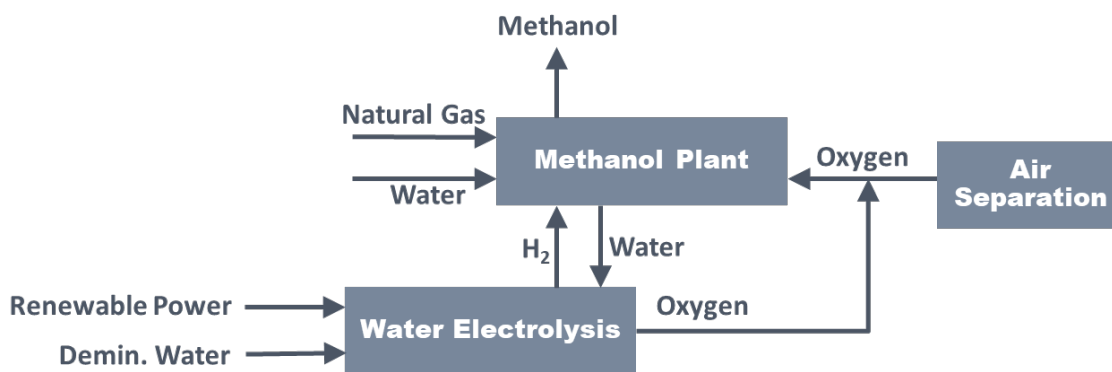 Methanol
Natural Gas
Methanol Plant
Oxygen
Air
Separation
Water
H₂
Water
Renewable Power
Water Electrolysis
Oxygen
Demin. Water